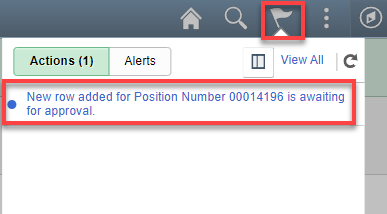 Actions (1) Alerts View All
New row added for Position Number 00014196 is awaiting
for approval.